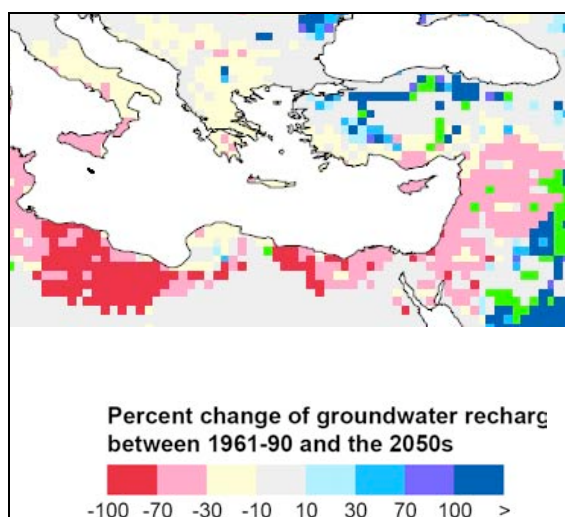 Percent change of groundwater recharg
between 1961-90 and the 2050s
-100 -70 -30 -10 10 30 70 100 >